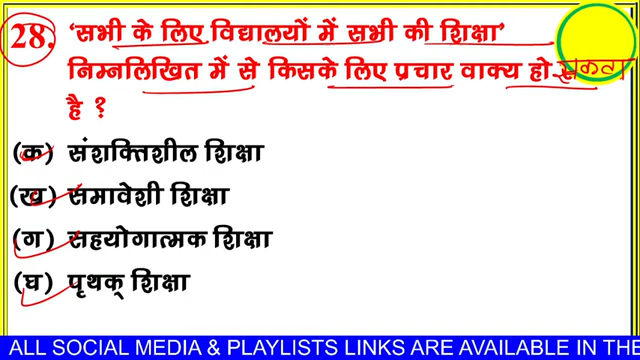 28. ‘सभी के लिए विद्यालयों में सभी की शिक्षा’
निम्नलिखित में से किसके लिए प्रचार वाक्य हो सकता
है ?
(क) संशक्तिशील शिक्षा
(ख) समावेशी शिक्षा
(ग) सहयोगात्मक शिक्षा
(घ) पृथक् शिक्षा
ALL SOCIAL MEDIA & PLAYLISTS LINKS ARE AVAILABLE IN THE